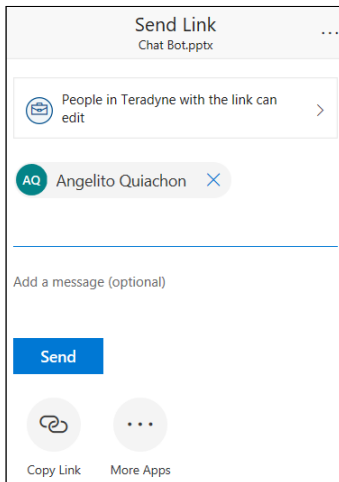 Send Link
Chat Bot.pptx
People in Teradyne with the link can
edit
AQ Angelito Quiachon
Add a message (optional)
Send
Copy Link More Apps